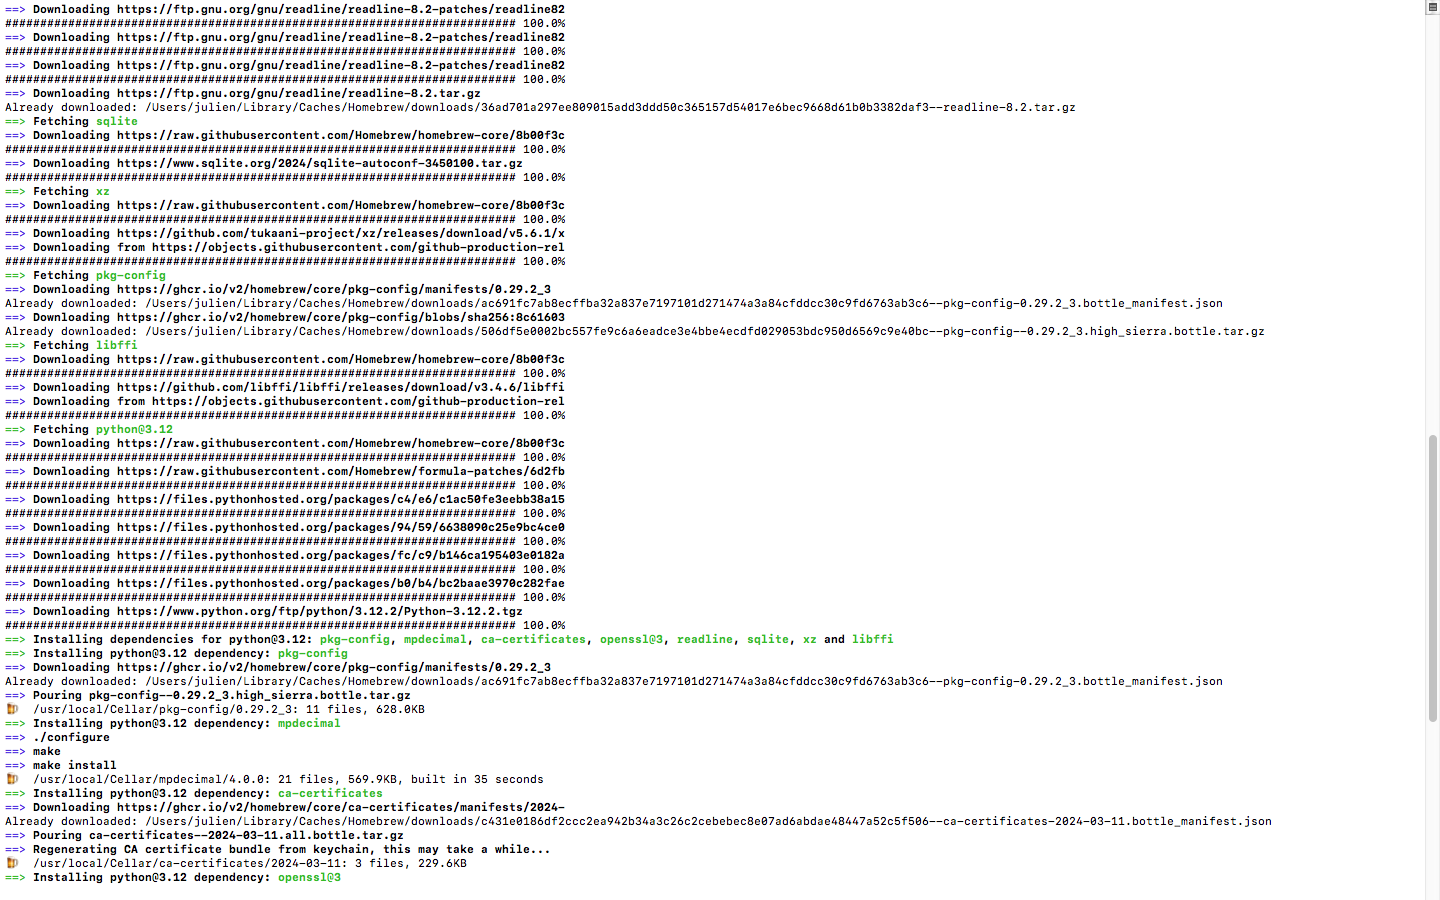 ==> Downloading https://ftp.gnu.org/gnu/readline/readline-8.2-patches/readline82
######################################################################### 100.0%
==> Downloading https://ftp.gnu.org/gnu/readline/readline-8.2-patches/readline82
######################################################################### 100.0%
==> Downloading https://ftp.gnu.org/gnu/readline/readline-8.2-patches/readline82
######################################################################### 100.0%
==> Downloading https://ftp.gnu.org/gnu/readline/readline-8.2.tar.gz
Already downloaded: /Users/julien/Library/Caches/Homebrew/downloads/36ad701a297ee809015add3ddd50c365157d54017e6bec9668d61b0b3382daf3--readline-8.2.tar.gz
==> Fetching sqlite
==> Downloading https://raw.githubusercontent.com/Homebrew/homebrew-core/8b00f3c
######################################################################### 100.0%
==> Downloading https://www.sqlite.org/2024/sqlite-autoconf-3450100.tar.gz
######################################################################### 100.0%
==> Fetching xz
==> Downloading https://raw.githubusercontent.com/Homebrew/homebrew-core/8b00f3c
######################################################################### 100.0%
==> Downloading https://github.com/tukaani-project/xz/releases/download/v5.6.1/x
==> Downloading from https://objects.githubusercontent.com/github-production-rel
######################################################################### 100.0%
==> Fetching pkg-config
==> Downloading https://ghcr.io/v2/homebrew/core/pkg-config/manifests/0.29.2_3
Already downloaded: /Users/julien/Library/Caches/Homebrew/downloads/ac691fc7ab8ecffba32a837e7197101d271474a3a84cfddcc30c9fd6763ab3c6--pkg-config-0.29.2_3.bottle_manifest.json
==> Downloading https://ghcr.io/v2/homebrew/core/pkg-config/blobs/sha256:8c61603
Already downloaded: /Users/julien/Library/Caches/Homebrew/downloads/506df5e0002bc557fe9c6a6eadce3e4bbe4ecdfd029053bdc950d6569c9e40bc--pkg-config--0.29.2_3.high_sierra.bottle.tar.gz
==> Fetching libffi
==> Downloading https://raw.githubusercontent.com/Homebrew/homebrew-core/8b00f3c
######################################################################### 100.0%
==> Downloading https://github.com/libffi/libffi/releases/download/v3.4.6/libffi
==> Downloading from https://objects.githubusercontent.com/github-production-rel
######################################################################### 100.0%
==> Fetching python@3.12
==> Downloading https://raw.githubusercontent.com/Homebrew/homebrew-core/8b00f3c
######################################################################### 100.0%
==> Downloading https://raw.githubusercontent.com/Homebrew/formula-patches/6d2fb
######################################################################### 100.0%
==> Downloading https://files.pythonhosted.org/packages/c4/e6/c1ac50fe3eebb38a15
######################################################################### 100.0%
==> Downloading https://files.pythonhosted.org/packages/94/59/6638090c25e9bc4ce0
######################################################################### 100.0%
==> Downloading https://files.pythonhosted.org/packages/fc/c9/b146ca195403e0182a
######################################################################### 100.0%
==> Downloading https://files.pythonhosted.org/packages/b0/b4/bc2baae3970c282fae
######################################################################### 100.0%
==> Downloading https://www.python.org/ftp/python/3.12.2/Python-3.12.2.tgz
######################################################################### 100.0%
==> Installing dependencies for python@3.12: pkg-config, mpdecimal, ca-certificates, openssl@3, readline, sqlite, xz and libffi
==> Installing python@3.12 dependency: pkg-config
==> Downloading https://ghcr.io/v2/homebrew/core/pkg-config/manifests/0.29.2_3
Already downloaded: /Users/julien/Library/Caches/Homebrew/downloads/ac691fc7ab8ecffba32a837e7197101d271474a3a84cfddcc30c9fd6763ab3c6--pkg-config-0.29.2_3.bottle_manifest.json
==> Pouring pkg-config--0.29.2_3.high_sierra.bottle.tar.gz
🍺  /usr/local/Cellar/pkg-config/0.29.2_3: 11 files, 628.0KB
==> Installing python@3.12 dependency: mpdecimal
==> ./configure
==> make
==> make install
🍺  /usr/local/Cellar/mpdecimal/4.0.0: 21 files, 569.9KB, built in 35 seconds
==> Installing python@3.12 dependency: ca-certificates
==> Downloading https://ghcr.io/v2/homebrew/core/ca-certificates/manifests/2024-
Already downloaded: /Users/julien/Library/Caches/Homebrew/downloads/c431e0186df2ccc2ea942b34a3c26c2cebebec8e07ad6abdae48447a52c5f506--ca-certificates-2024-03-11.bottle_manifest.json
==> Pouring ca-certificates--2024-03-11.all.bottle.tar.gz
==> Regenerating CA certificate bundle from keychain, this may take a while...
🍺  /usr/local/Cellar/ca-certificates/2024-03-11: 3 files, 229.6KB
==> Installing python@3.12 dependency: openssl@3